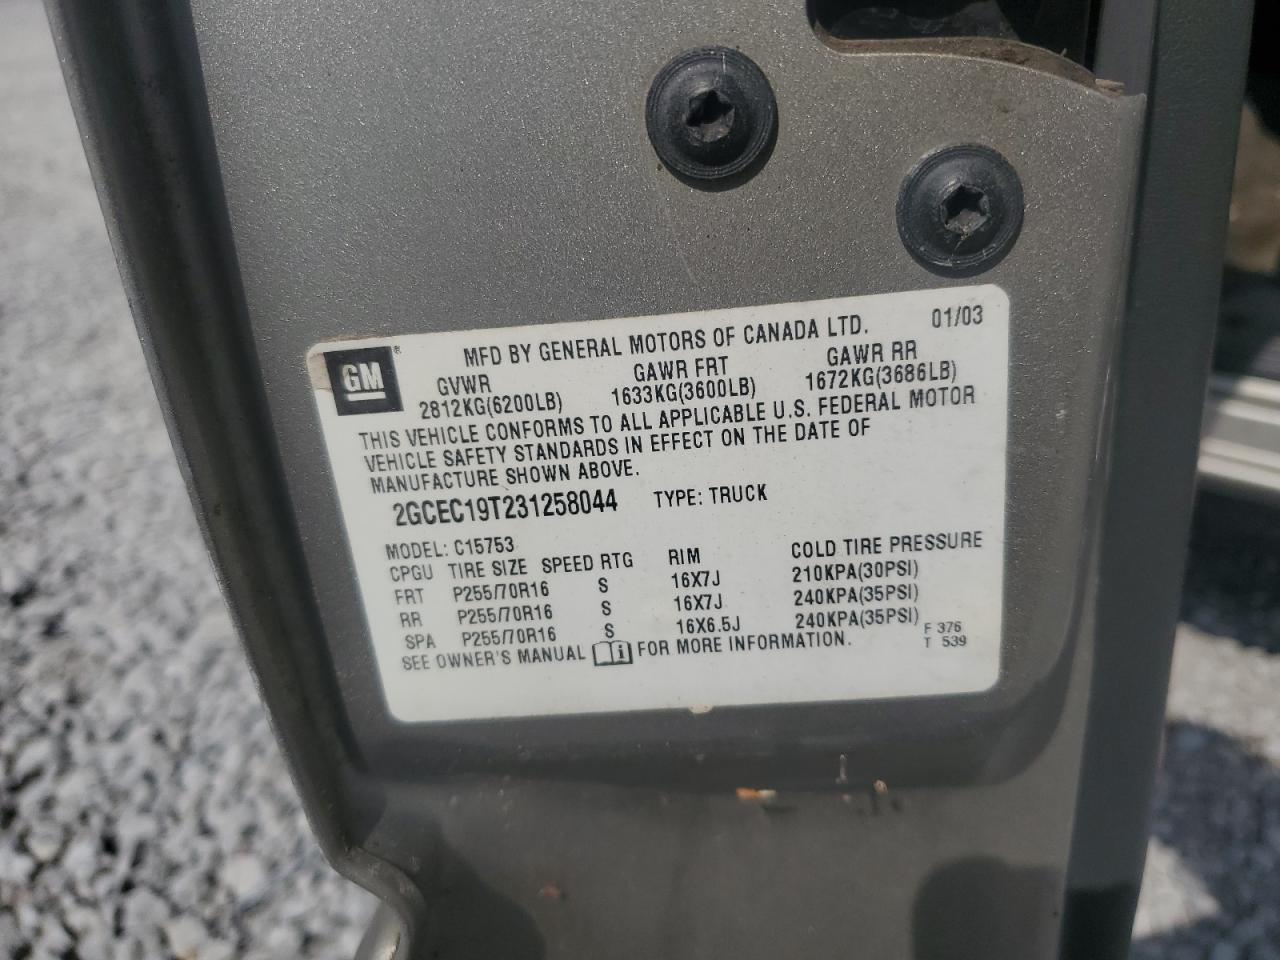 GM®
MFD BY GENERAL MOTORS OF CANADA LTD. 01/03
GVWR GAWR FRT GAWR RR
2812KG(6200LB) 1633KG(3600LB) 1672KG(3686LB)
THIS VEHICLE CONFORMS TO ALL APPLICABLE U.S. FEDERAL MOTOR
VEHICLE SAFETY STANDARDS IN EFFECT ON THE DATE OF
MANUFACTURE SHOWN ABOVE.
2GCEC19T231258044 TYPE: TRUCK
MODEL: C15753
CPGU TIRE SIZE SPEED RTG RIM COLD TIRE PRESSURE
FRT P255/70R16 S 16X7J 210KPA(30PSI)
RR P255/70R16 S 16X7J 240KPA(35PSI)
SPA P255/70R16 S 16X6.5J 240KPA(35PSI)
SEE OWNER'S MANUAL i FOR MORE INFORMATION.
F 376
T 539